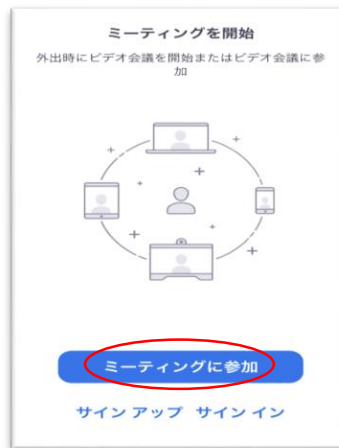 ミーティングを開始
外出時にビデオ会議を開始またはビデオ会議に参
加
ミーティングに参加
サイン アップ サイン イン